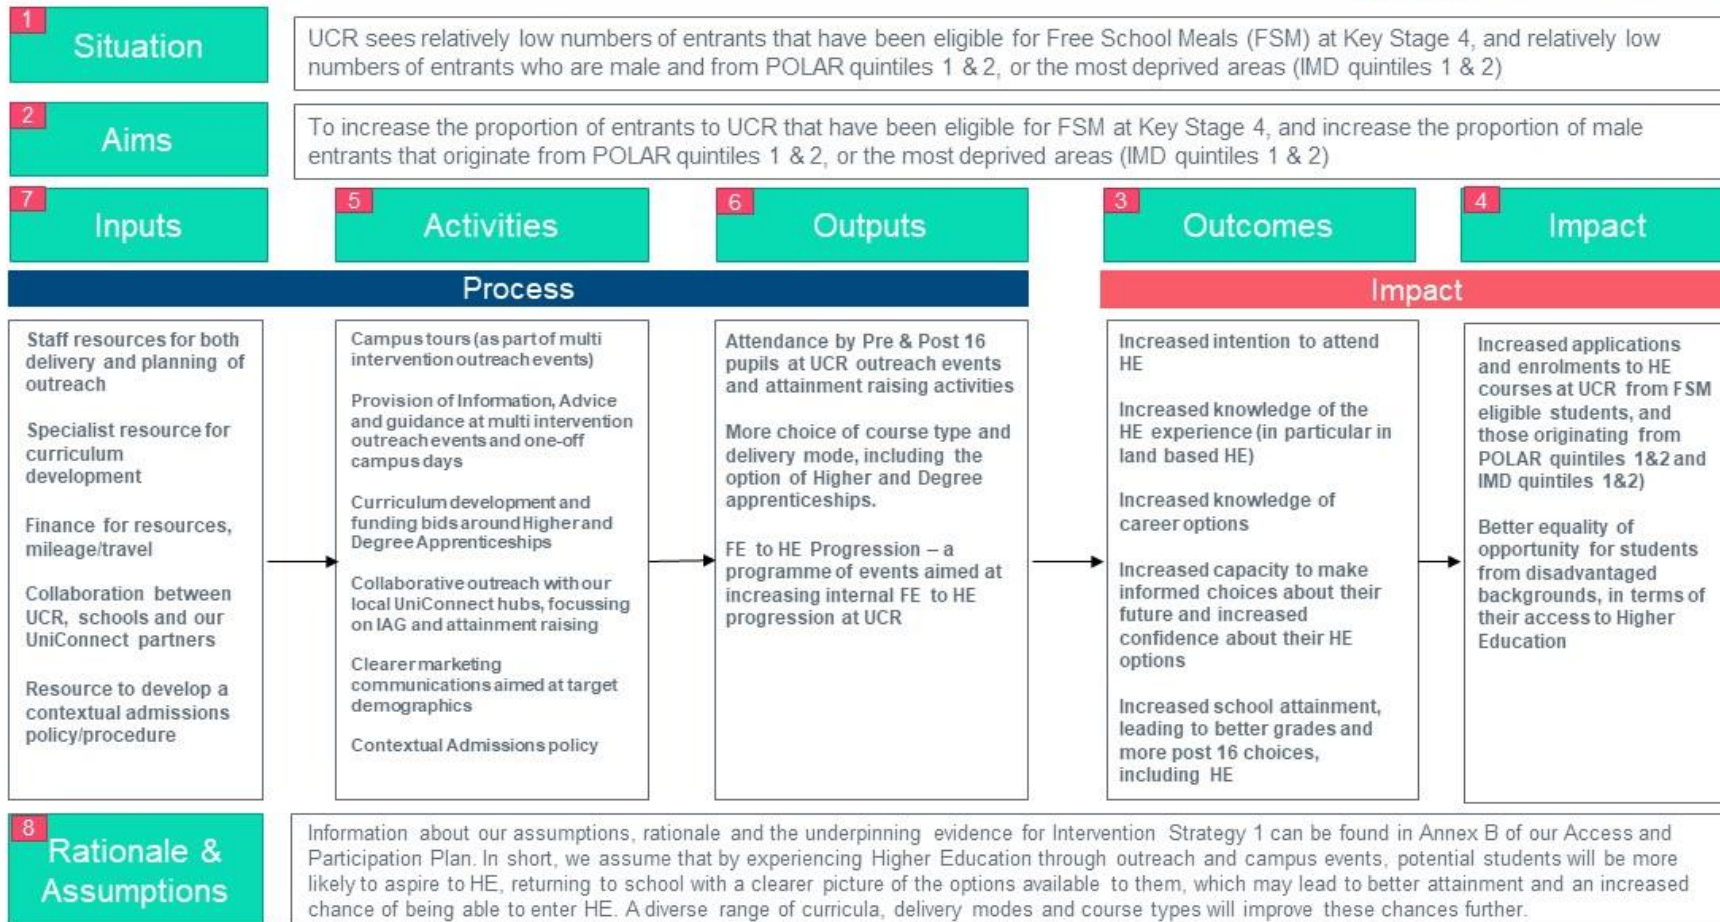 1
Situation
UCR sees relatively low numbers of entrants that have been eligible for Free School Meals (FSM) at Key Stage 4, and relatively low
numbers of entrants who are male and from POLAR quintiles 1 & 2, or the most deprived areas (IMD quintiles 1 & 2)
2
Aims
To increase the proportion of entrants to UCR that have been eligible for FSM at Key Stage 4, and increase the proportion of male
entrants that originate from POLAR quintiles 1 & 2, or the most deprived areas (IMD quintiles 1 & 2)
7
Inputs
5
Activities
6
Outputs
3
Outcomes
4
Impact
Process
Impact
Staff resources for both
delivery and planning of
outreach
Specialist resource for
curriculum
development
Finance for resources,
mileage/travel
Collaboration between
UCR, schools and our
UniConnect partners
Resource to develop a
contextual admissions
policy/procedure
Campus tours (as part of multi
intervention outreach events)
Provision of Information, Advice
and guidance at multi intervention
outreach events and one-off
campus days
Curriculum development and
funding bids around Higher and
Degree Apprenticeships
Collaborative outreach with our
local UniConnect hubs, focussing
on IAG and attainment raising
Clearer marketing
communications aimed at target
demographics
Contextual Admissions policy
Attendance by Pre & Post 16
pupils at UCR outreach events
and attainment raising activities
More choice of course type and
delivery mode, including the
option of Higher and Degree
apprenticeships.
FE to HE Progression – a
programme of events aimed at
increasing internal FE to HE
progression at UCR
Increased intention to attend
HE
Increased knowledge of the
HE experience (in particular in
land based HE)
Increased knowledge of
career options
Increased capacity to make
informed choices about their
future and increased
confidence about their HE
options
Increased school attainment,
leading to better grades and
more post 16 choices,
including HE
Increased applications
and enrolments to HE
courses at UCR from FSM
eligible students, and
those originating from
POLAR quintiles 1&2 and
IMD quintiles 1&2)
Better equality of
opportunity for students
from disadvantaged
backgrounds, in terms of
their access to Higher
Education
8
Rationale &
Assumptions
Information about our assumptions, rationale and the underpinning evidence for Intervention Strategy 1 can be found in Annex B of our Access and
Participation Plan. In short, we assume that by experiencing Higher Education through outreach and campus events, potential students will be more
likely to aspire to HE, returning to school with a clearer picture of the options available to them, which may lead to better attainment and an increased
chance of being able to enter HE. A diverse range of curricula, delivery modes and course types will improve these chances further.